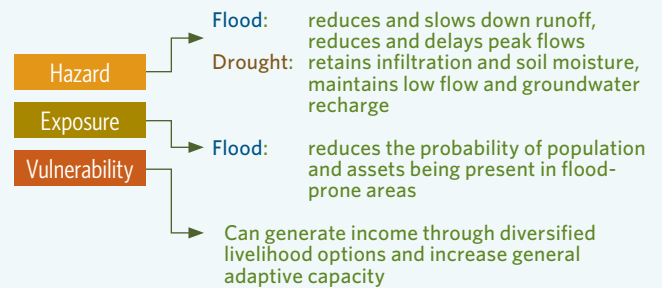 Hazard
Flood: reduces and slows down runoff,
reduces and delays peak flows
Drought: retains infiltration and soil moisture,
maintains low flow and groundwater
recharge
Exposure
Flood: reduces the probability of population
and assets being present in flood-
prone areas
Vulnerability
Can generate income through diversified
livelihood options and increase general
adaptive capacity